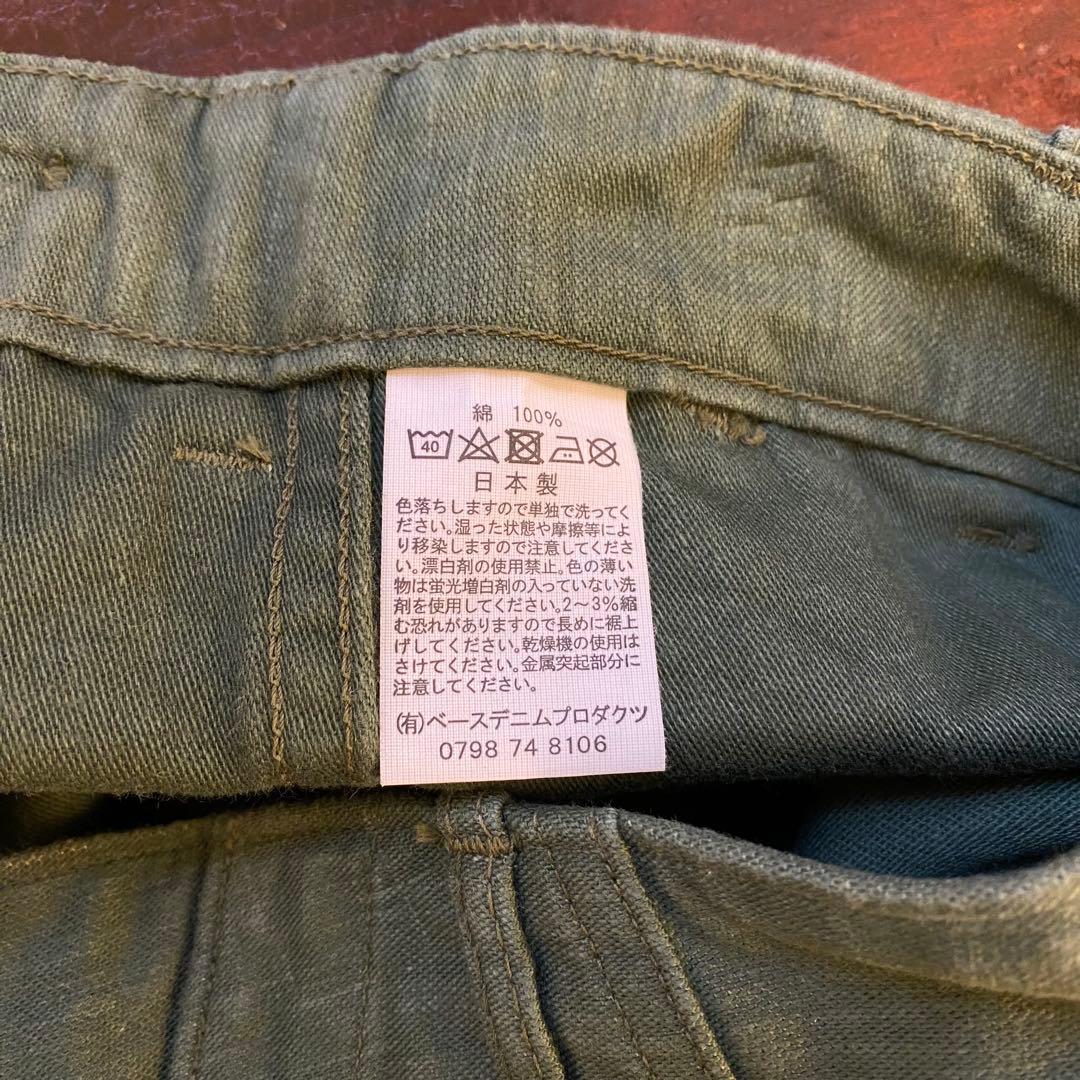 綿 100%
40
日本製
色落ちしますので単独で洗ってく
ださい。湿った状態や摩擦等によ
り移染しますので注意してくださ
い。漂白剤の使用禁止。色の薄い
物は蛍光増白剤の入っていない洗
剤を使用してください。2～3%縮
む恐れがありますので長めに裾上
げしてください。乾燥機の使用は
さけてください。金属突起部分に
注意してください。
(有)ベースデニムプロダクツ
0798 74 8106